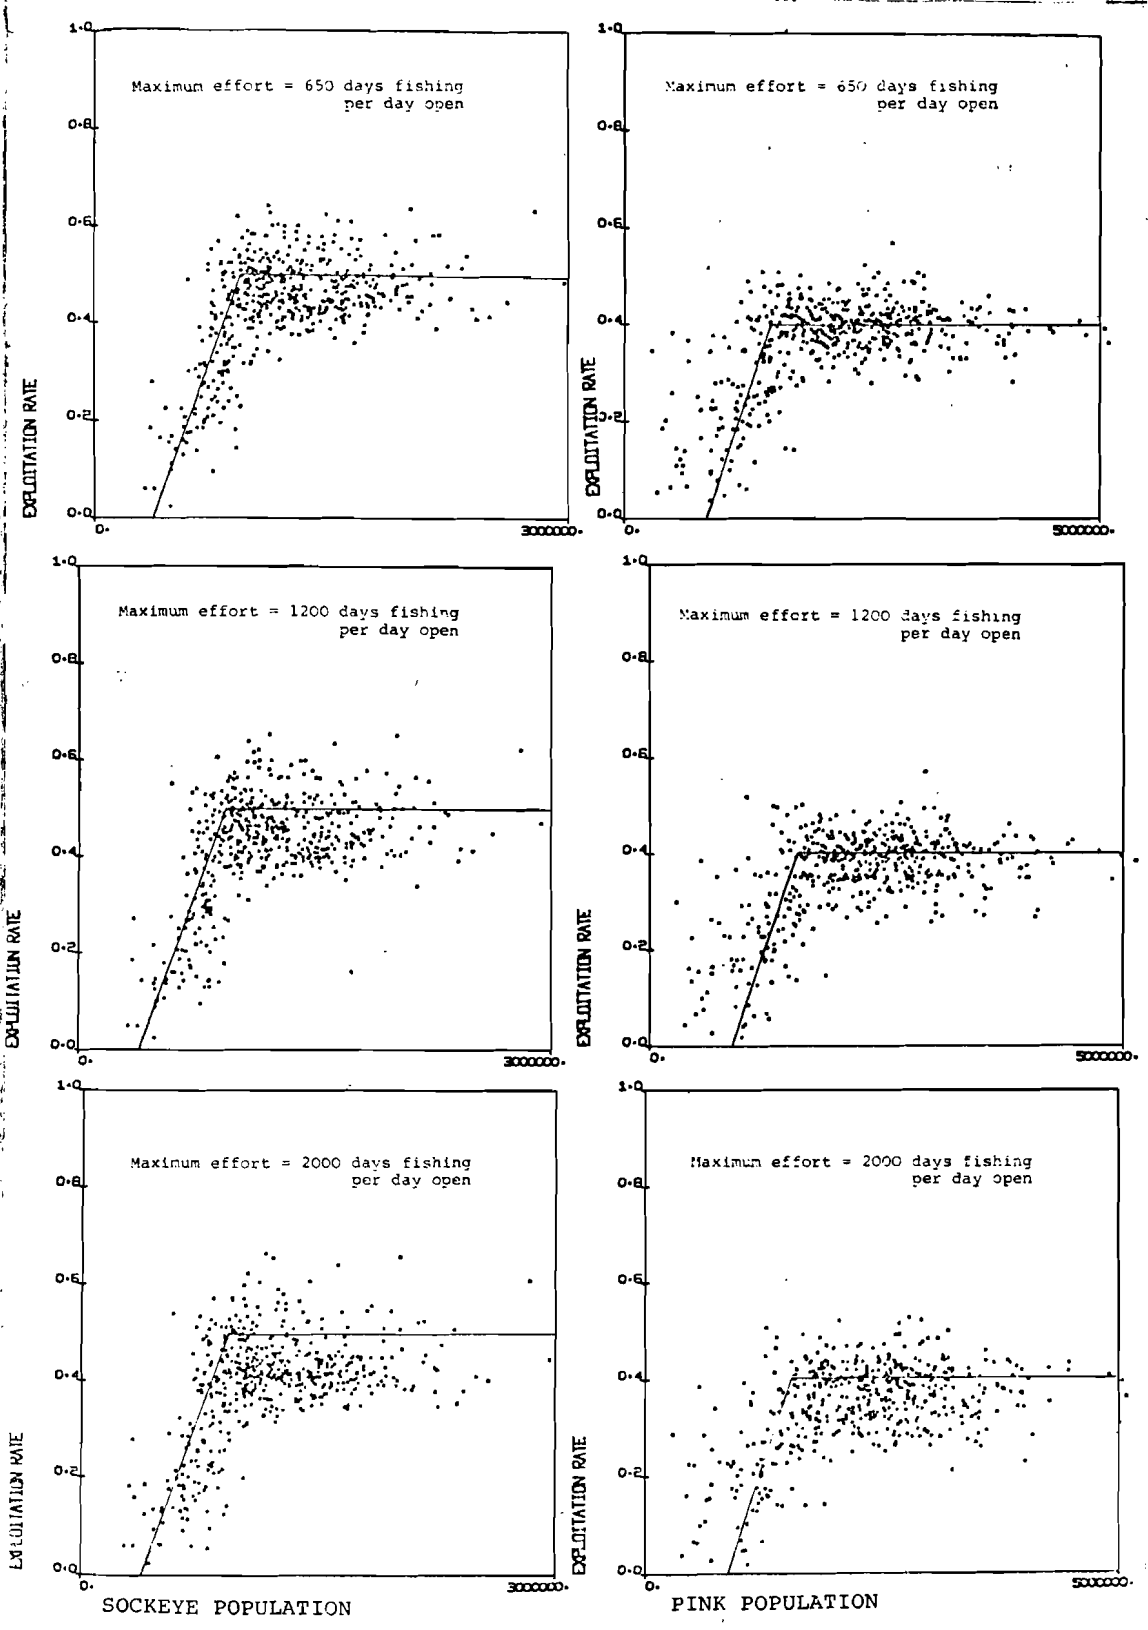 1.0
Maximum effort = 650 days fishing
per day open
0.8
0.6
0.4
0.2
0.0
EXPLOITATION RATE
0.
3000000.
1.0
Maximum effort = 650 days fishing
per day open
0.8
0.6
0.4
0.2
0.0
EXPLOITATION RATE
0.
5000000.
1.0
Maximum effort = 1200 days fishing
per day open
0.8
0.6
0.4
0.2
0.0
EXPLOITATION RATE
0.
3000000.
1.0
Maximum effort = 1200 days fishing
per day open
0.8
0.6
0.4
0.2
0.0
EXPLOITATION RATE
0.
5000000.
1.0
Maximum effort = 2000 days fishing
per day open
0.8
0.6
0.4
0.2
0.0
EXPLOITATION RATE
0.
3000000.
SOCKEYE POPULATION
1.0
Maximum effort = 2000 days fishing
per day open
0.8
0.6
0.4
0.2
0.0
EXPLOITATION RATE
0.
5000000.
PINK POPULATION